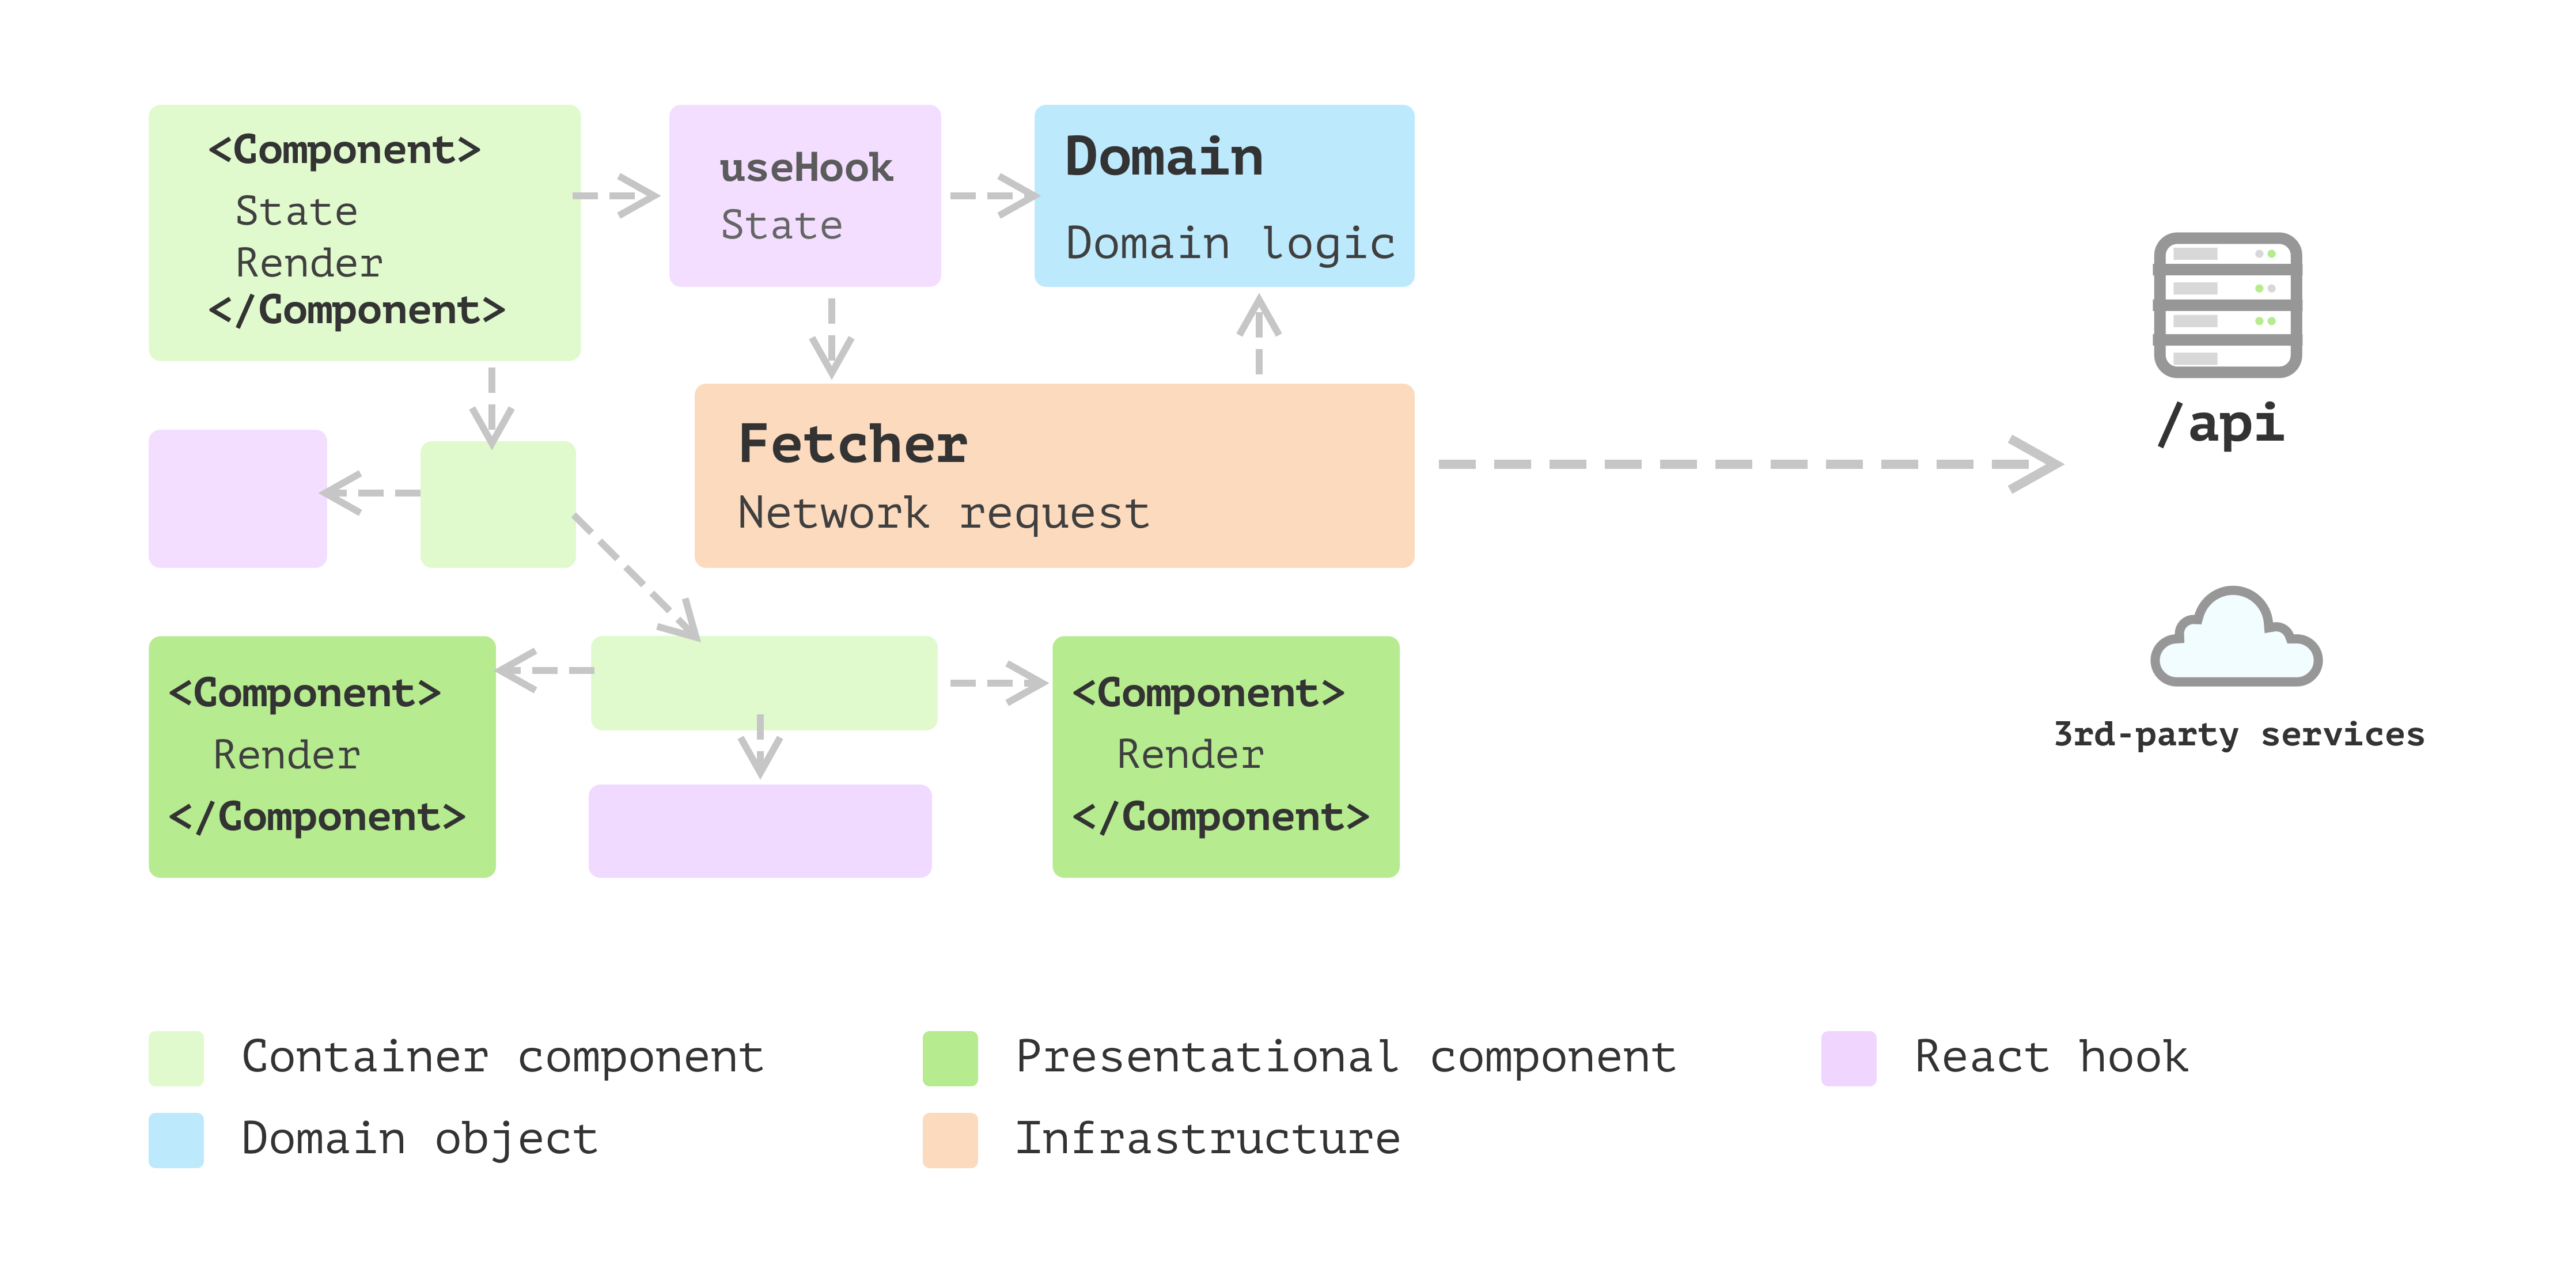 <Component>
State
Render
</Component>
useHook
State
Domain
Domain logic
Fetcher
Network request
/api
3rd-party services
<Component>
Render
</Component>
<Component>
Render
</Component>
Container component
Presentational component
React hook
Domain object
Infrastructure